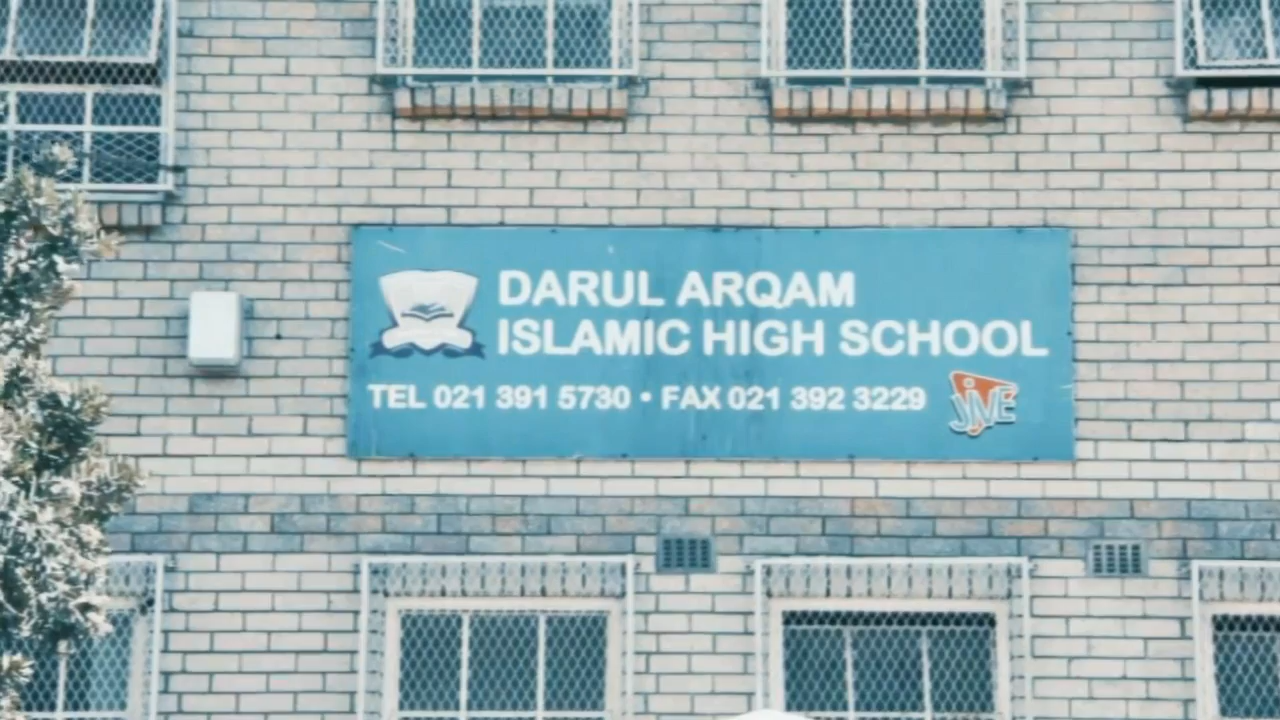 DARUL ARQAM
ISLAMIC HIGH SCHOOL
TEL 021 391 5730 • FAX 021 392 3229
JIVE